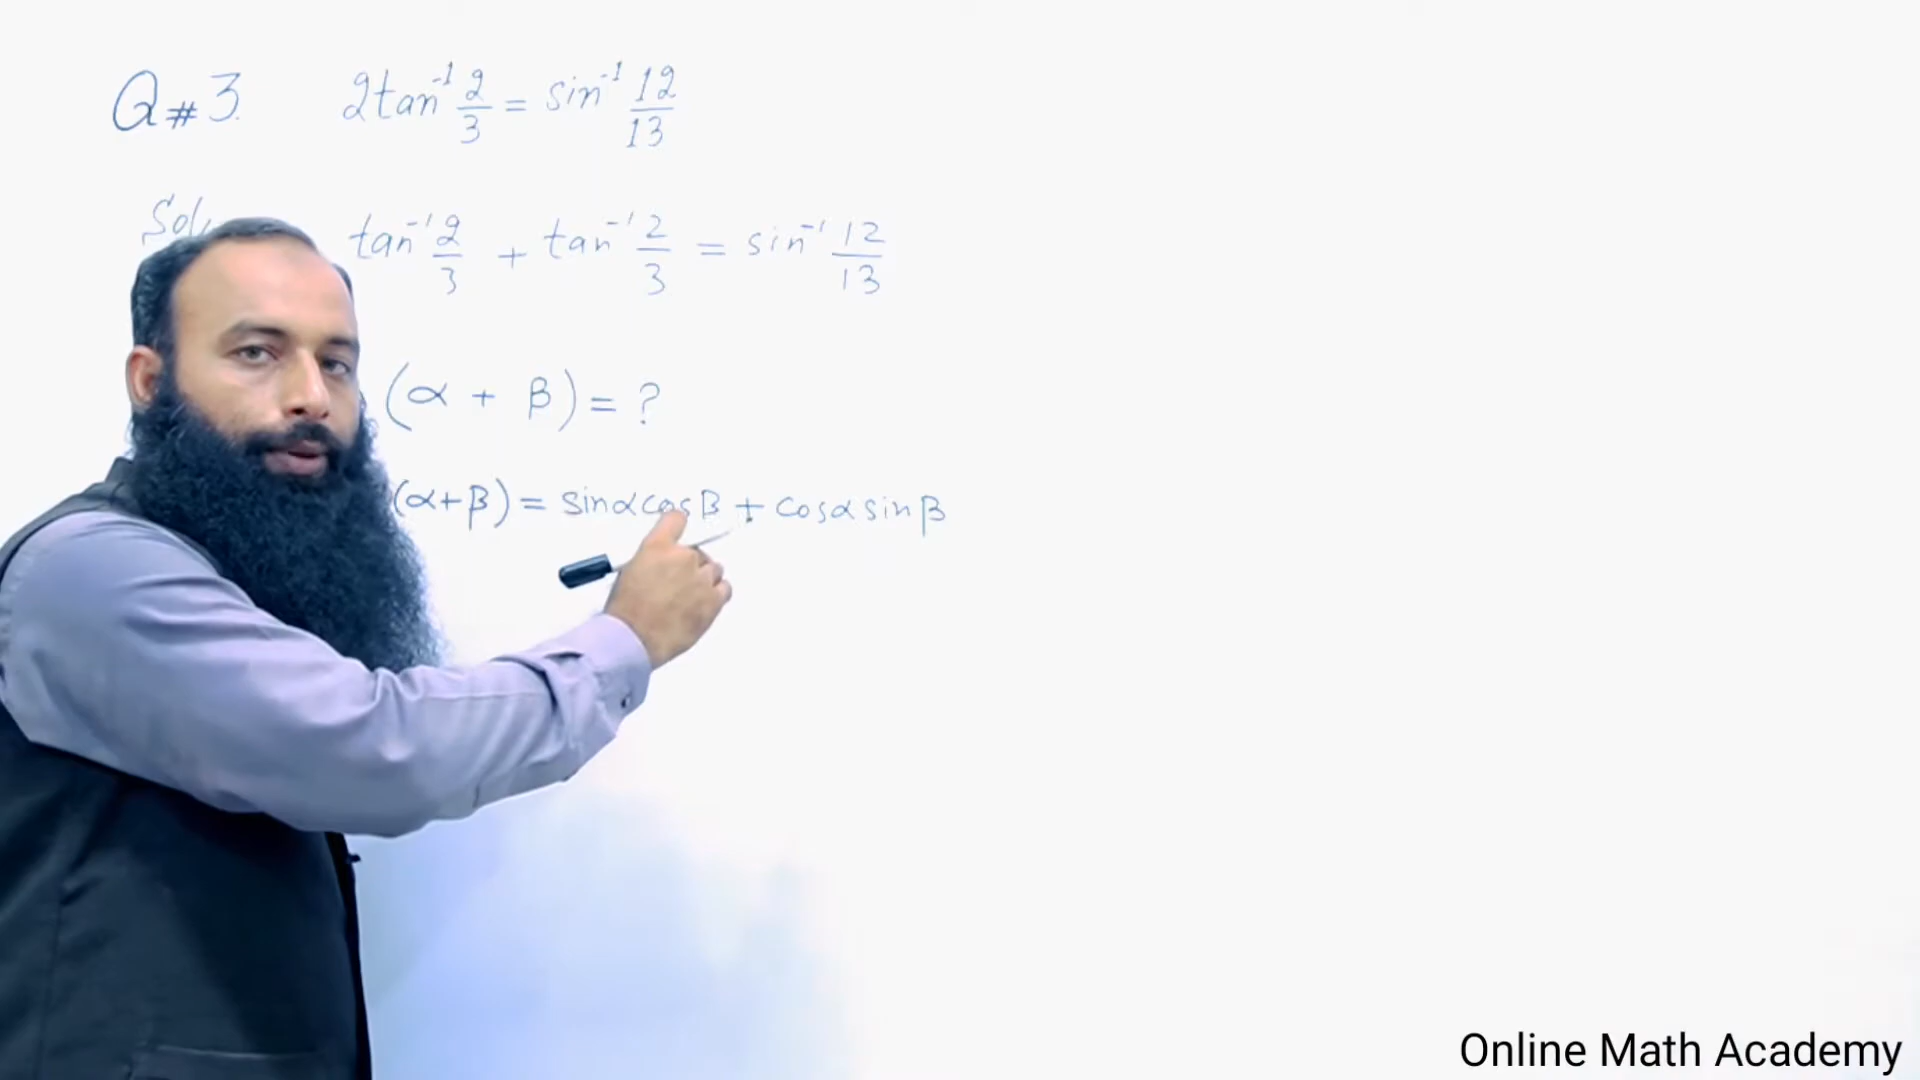 Q#3. 2tan⁻¹ 2/3 = sin⁻¹ 12/13
Sol
tan⁻¹ 2/3 + tan⁻¹ 2/3 = sin⁻¹ 12/13
(α + β) = ?
(α+β) = sinα cosβ + cosα sinβ
Online Math Academy